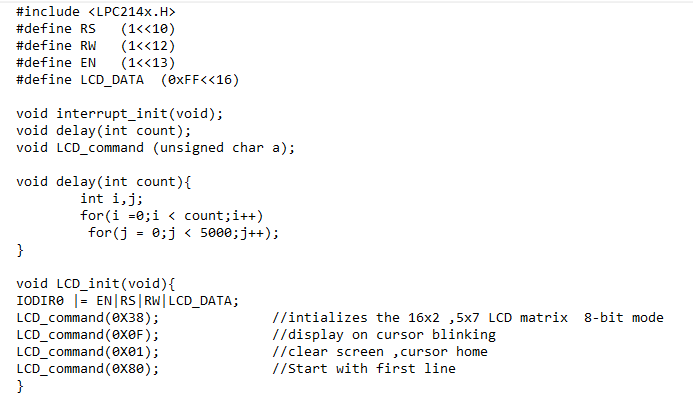 #include <LPC214x.H>
#define RS   (1<<10)
#define RW   (1<<12)
#define EN   (1<<13)
#define LCD_DATA  (0xFF<<16)

void interrupt_init(void);
void delay(int count);
void LCD_command (unsigned char a);

void delay(int count){
        int i,j;
        for(i =0;i < count;i++)
         for(j = 0;j < 5000;j++);
}

void LCD_init(void){
IODIR0 |= EN|RS|RW|LCD_DATA;
LCD_command(0X38);              //intializes the 16x2 ,5x7 LCD matrix  8-bit mode
LCD_command(0X0F);              //display on cursor blinking
LCD_command(0X01);              //clear screen ,cursor home
LCD_command(0X80);              //Start with first line
}